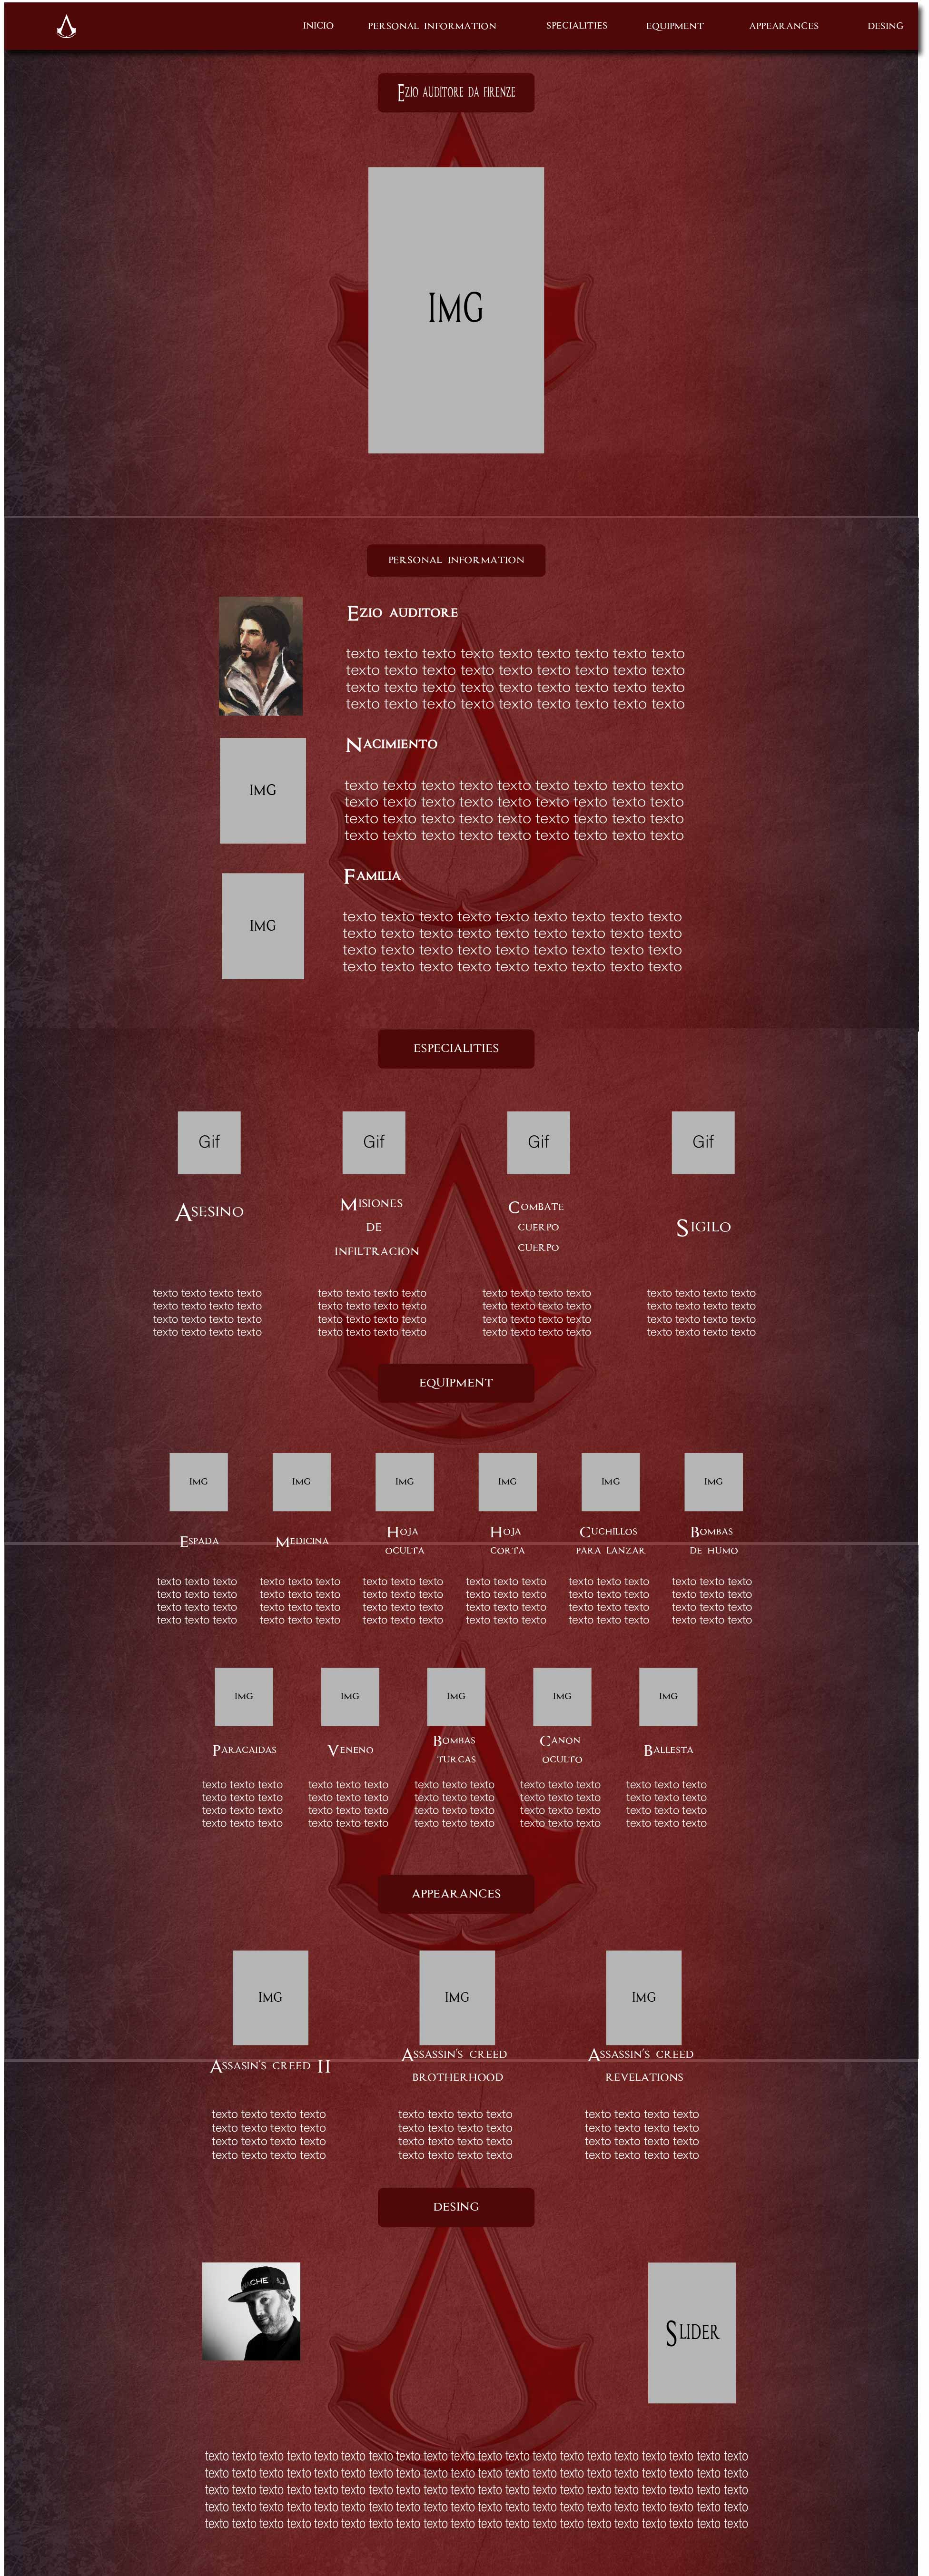 INICIO PERSONAL INFORMATION SPECIALITIES EQUIPMENT APPEARANCES DESING
EZIO AUDITORE DA FIRENZE
IMG
PERSONAL INFORMATION
EZIO AUDITORE
texto texto texto texto texto texto texto texto texto
texto texto texto texto texto texto texto texto texto
texto texto texto texto texto texto texto texto texto
texto texto texto texto texto texto texto texto texto
NACIMIENTO
IMG
texto texto texto texto texto texto texto texto texto
texto texto texto texto texto texto texto texto texto
texto texto texto texto texto texto texto texto texto
texto texto texto texto texto texto texto texto texto
FAMILIA
IMG
texto texto texto texto texto texto texto texto texto
texto texto texto texto texto texto texto texto texto
texto texto texto texto texto texto texto texto texto
texto texto texto texto texto texto texto texto texto
ESPECIALITIES
Gif
ASESINO
texto texto texto texto
texto texto texto texto
texto texto texto texto
texto texto texto texto
Gif
MISIONES
DE
INFILTRACION
texto texto texto texto
texto texto texto texto
texto texto texto texto
texto texto texto texto
Gif
COMBATE
CUERPO
CUERPO
texto texto texto texto
texto texto texto texto
texto texto texto texto
texto texto texto texto
Gif
SIGILO
texto texto texto texto
texto texto texto texto
texto texto texto texto
texto texto texto texto
EQUIPMENT
IMG
ESPADA
texto texto texto
texto texto texto
texto texto texto
texto texto texto
IMG
MEDICINA
texto texto texto
texto texto texto
texto texto texto
texto texto texto
IMG
HOJA
OCULTA
texto texto texto
texto texto texto
texto texto texto
texto texto texto
IMG
HOJA
CORTA
texto texto texto
texto texto texto
texto texto texto
texto texto texto
IMG
CUCHILLOS
PARA LANZAR
texto texto texto
texto texto texto
texto texto texto
texto texto texto
IMG
BOMBAS
DE HUMO
texto texto texto
texto texto texto
texto texto texto
texto texto texto
IMG
PARACAIDAS
texto texto texto
texto texto texto
texto texto texto
texto texto texto
IMG
VENENO
texto texto texto
texto texto texto
texto texto texto
texto texto texto
IMG
BOMBAS
TURCAS
texto texto texto
texto texto texto
texto texto texto
texto texto texto
IMG
CANON
OCULTO
texto texto texto
texto texto texto
texto texto texto
texto texto texto
IMG
BALLESTA
texto texto texto
texto texto texto
texto texto texto
texto texto texto
APPEARANCES
IMG
ASSASIN'S CREED II
texto texto texto texto
texto texto texto texto
texto texto texto texto
texto texto texto texto
IMG
ASSASSIN'S CREED
BROTHERHOOD
texto texto texto texto
texto texto texto texto
texto texto texto texto
texto texto texto texto
IMG
ASSASSIN'S CREED
REVELATIONS
texto texto texto texto
texto texto texto texto
texto texto texto texto
texto texto texto texto
DESING
CHE
SLIDER
texto texto texto texto texto texto texto texto texto texto texto texto texto texto texto texto texto texto texto texto
texto texto texto texto texto texto texto texto texto texto texto texto texto texto texto texto texto texto texto texto
texto texto texto texto texto texto texto texto texto texto texto texto texto texto texto texto texto texto texto texto
texto texto texto texto texto texto texto texto texto texto texto texto texto texto texto texto texto texto texto texto
texto texto texto texto texto texto texto texto texto texto texto texto texto texto texto texto texto texto texto texto